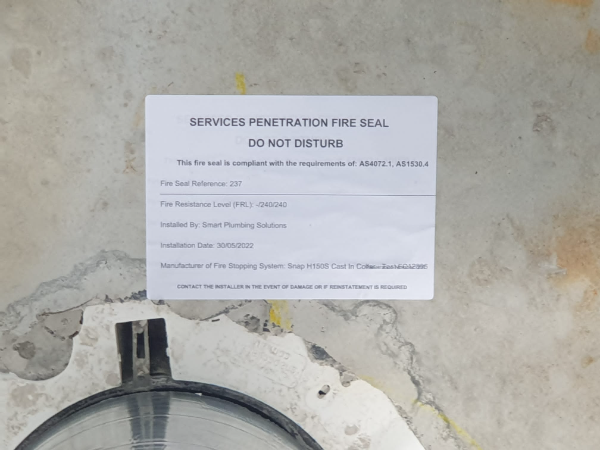 SERVICES PENETRATION FIRE SEAL
DO NOT DISTURB
This fire seal is compliant with the requirements of: AS4072.1, AS1530.4
Fire Seal Reference: 237
Fire Resistance Level (FRL): -/240/240
Installed By: Smart Plumbing Solutions
Installation Date: 30/05/2022
Manufacturer of Fire Stopping System: Snap H150S Cast In
CONTACT THE INSTALLER IN THE EVENT OF DAMAGE OR IF REINSTATEMENT IS REQUIRED